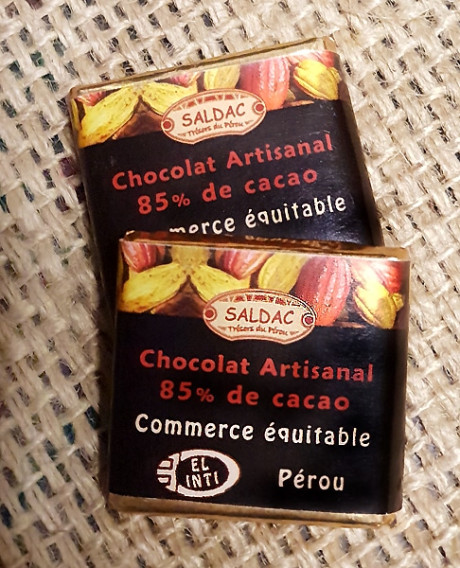 SALDAC
Trésors du Pérou
Chocolat Artisanal
85% de cacao
merce équitable
SALDAC
Trésors du Pérou
Chocolat Artisanal
85% de cacao
Commerce équitable
EL
INTI
Pérou